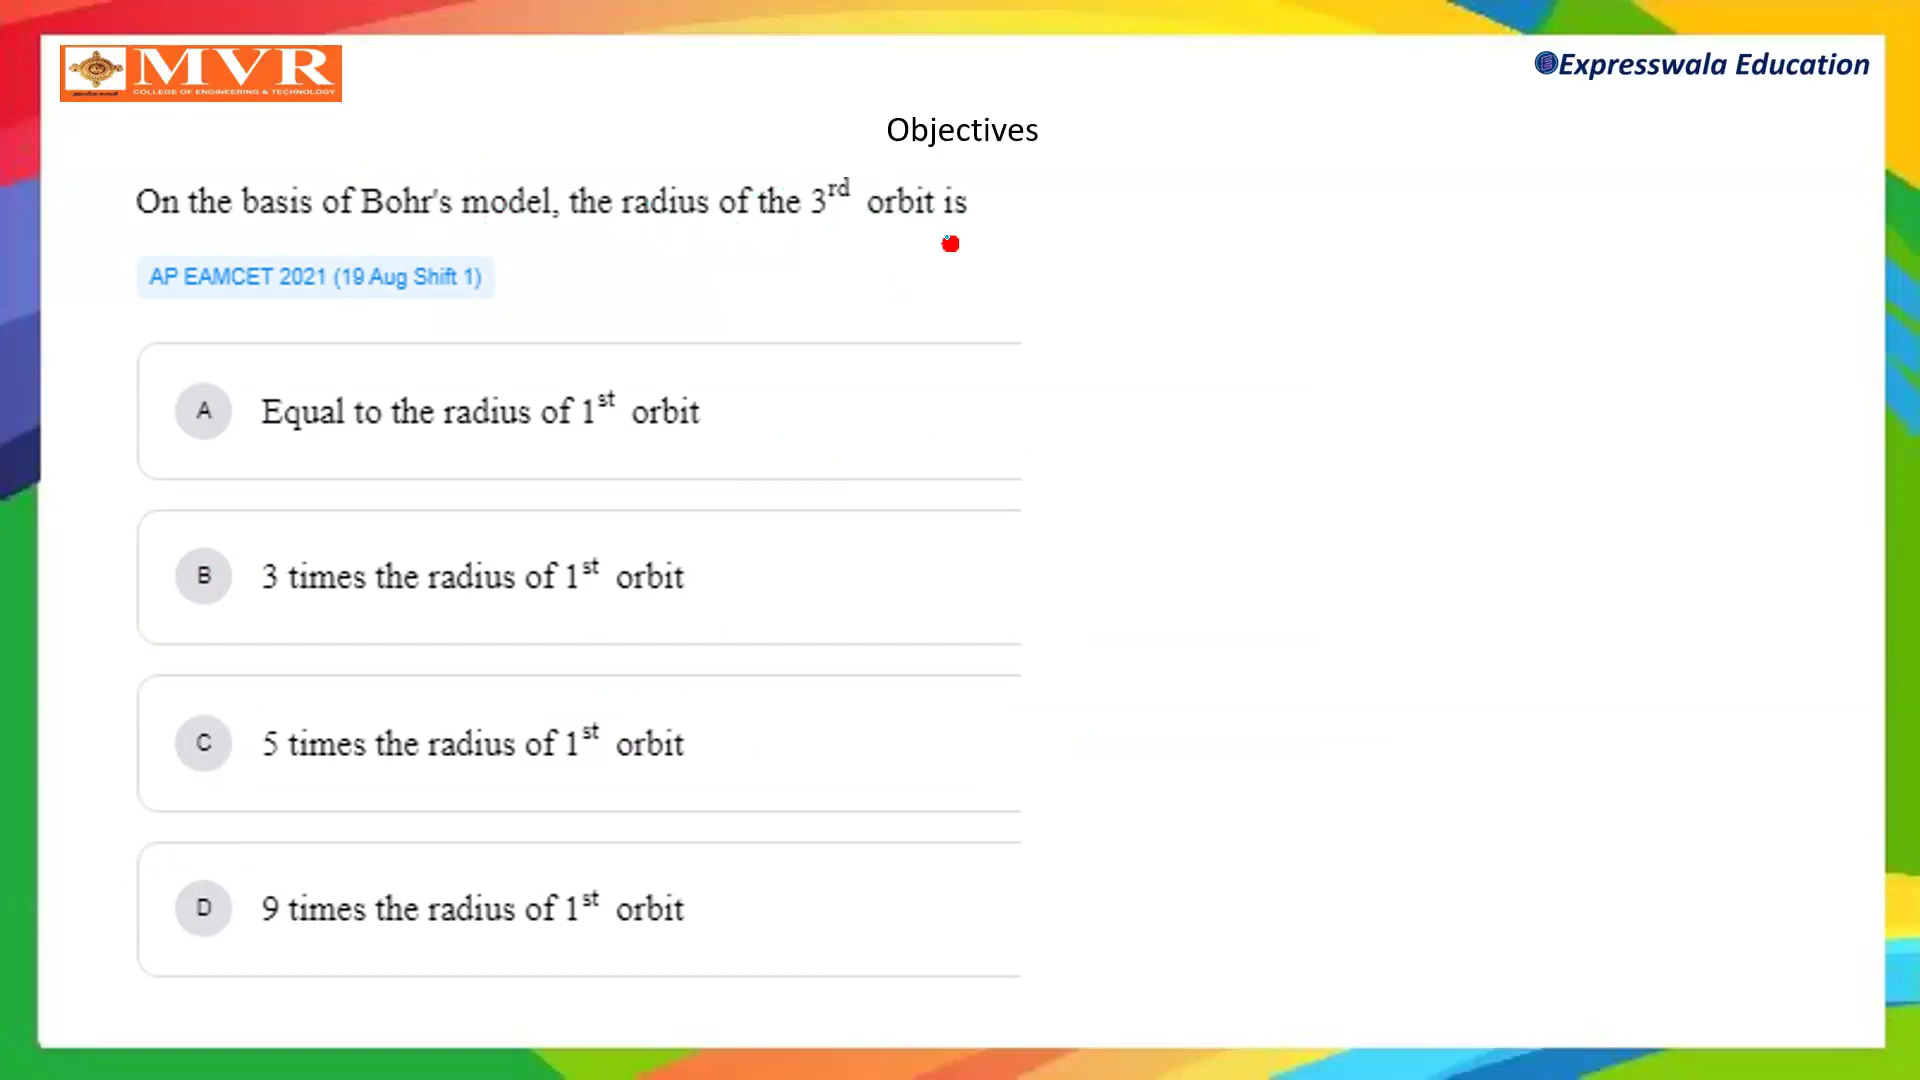 MVR
COLLEGE OF ENGINEERING & TECHNOLOGY
Expresswala Education
Objectives
On the basis of Bohr's model, the radius of the 3rd orbit is
AP EAMCET 2021 (19 Aug Shift 1)
A Equal to the radius of 1st orbit
B 3 times the radius of 1st orbit
C 5 times the radius of 1st orbit
D 9 times the radius of 1st orbit